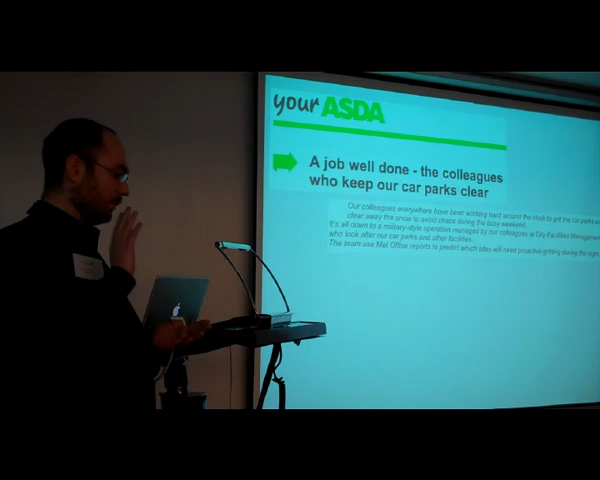 your ASDA
A job well done - the colleagues
who keep our car parks clear
Our colleagues everywhere have been working hard around the clock to grit the car parks
clear away the snow to avoid chaos during the busy weekend.
It's all down to a military-style operation managed by our colleagues at City Facilities Management
who look after our car parks and other facilities.
The team use Met Office reports to predict which sites will need proactive gritting during the night